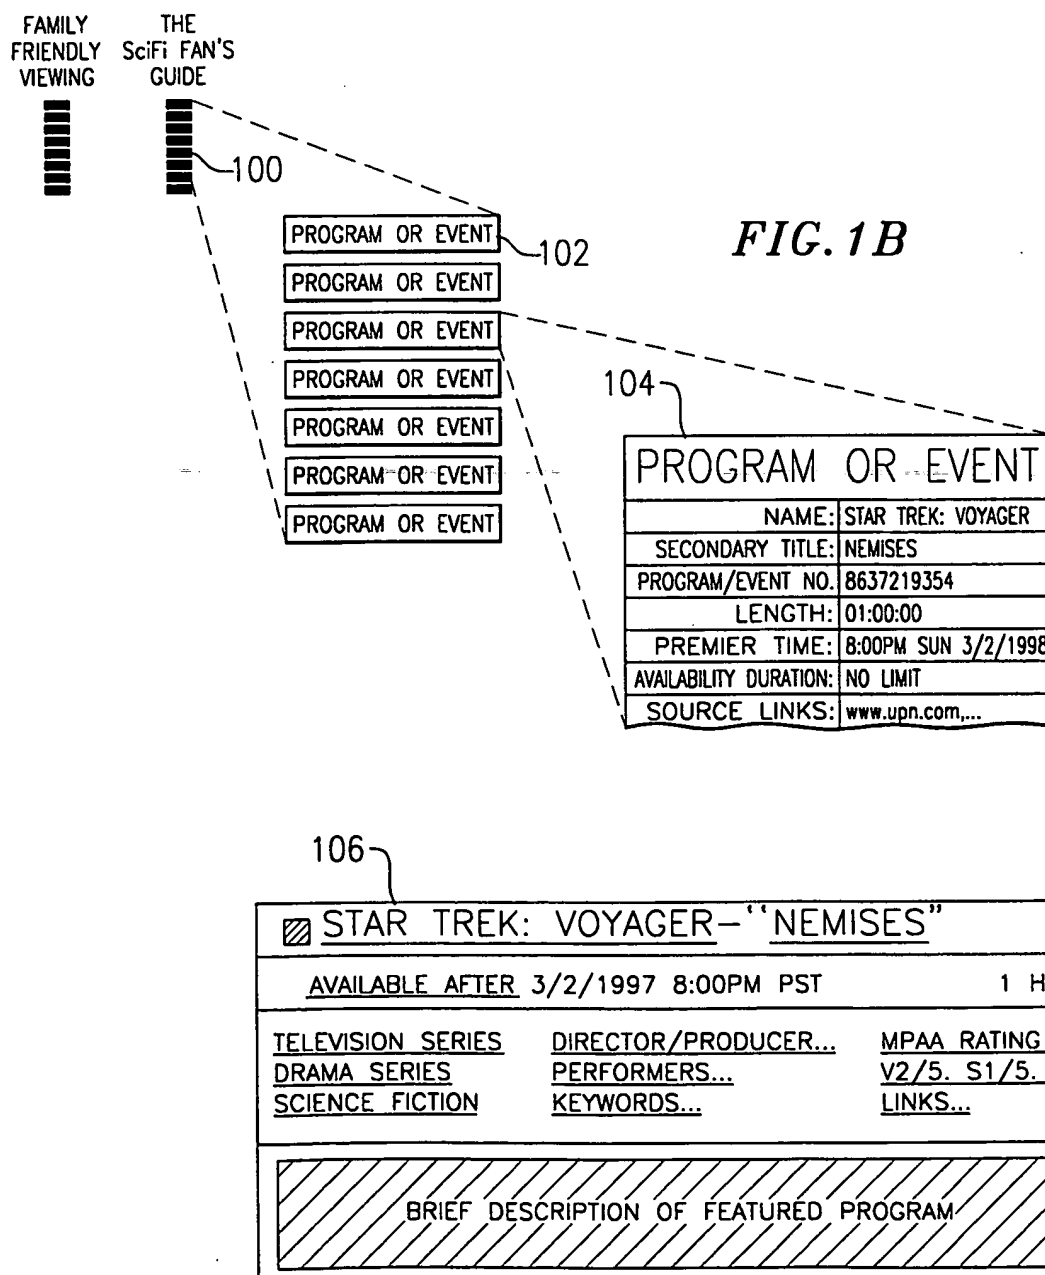 FAMILY
FRIENDLY
VIEWING
THE
SciFi FAN'S
GUIDE
100
PROGRAM OR EVENT
102
PROGRAM OR EVENT
PROGRAM OR EVENT
PROGRAM OR EVENT
PROGRAM OR EVENT
PROGRAM OR EVENT
PROGRAM OR EVENT
FIG. 1B
104
PROGRAM OR EVENT
NAME: STAR TREK: VOYAGER
SECONDARY TITLE: NEMISES
PROGRAM/EVENT NO. 8637219354
LENGTH: 01:00:00
PREMIER TIME: 8:00PM SUN 3/2/1998
AVAILABILITY DURATION: NO LIMIT
SOURCE LINKS: www.upn.com,...
106
STAR TREK: VOYAGER-"NEMISES"
AVAILABLE AFTER 3/2/1997 8:00PM PST 1 H
TELEVISION SERIES DIRECTOR/PRODUCER... MPAA RATING
DRAMA SERIES PERFORMERS... V2/5. S1/5.
SCIENCE FICTION KEYWORDS... LINKS...
BRIEF DESCRIPTION OF FEATURED PROGRAM